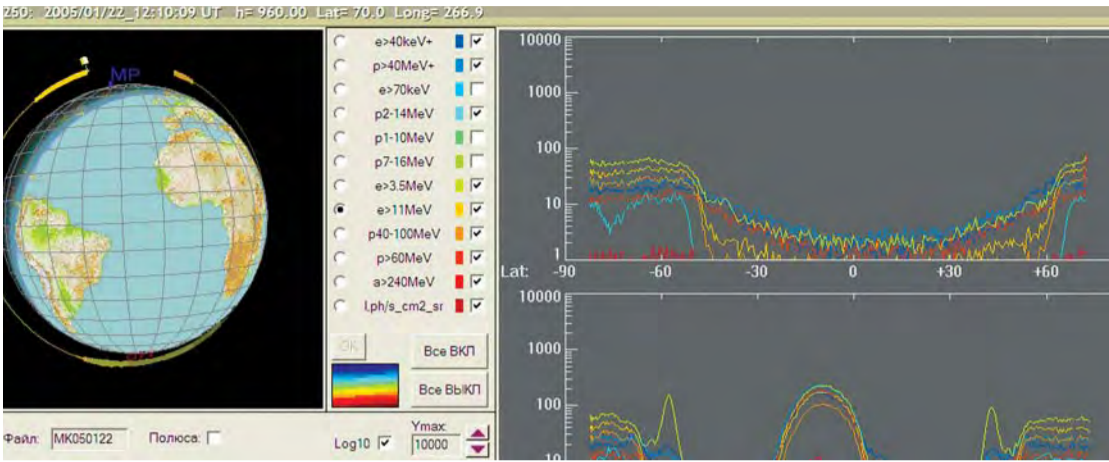 250: 2005/01/22_12:10:09 UT h= 960.00 Lat= 70.0 Long= 266.9
MP
e>40keV+
p>40MeV+
e>70keV
p2-14MeV
p1-10MeV
p7-16MeV
e>3.5MeV
e>11MeV
p40-100MeV
p>60MeV
a>240MeV
I.ph/s_cm2_sr
OK
Все ВКЛ
Все ВЫКЛ
Файл: MK050122 Полюса:
Log10
Ymax:
10000
10000
1000
100
10
1
Lat: -90 -60 -30 0 +30 +60
10000
1000
100
10